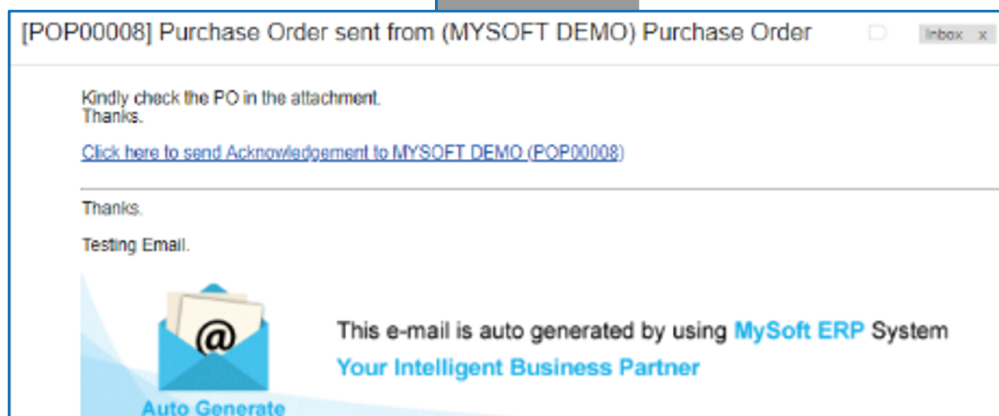 [POP00008] Purchase Order sent from (MYSOFT DEMO) Purchase Order
Inbox x
Kindly check the PO in the attachment.
Thanks.
Click here to send Acknowledgement to MYSOFT DEMO (POP00008)
Thanks.
Testing Email.
@
This e-mail is auto generated by using MySoft ERP System
Your Intelligent Business Partner
Auto Generate